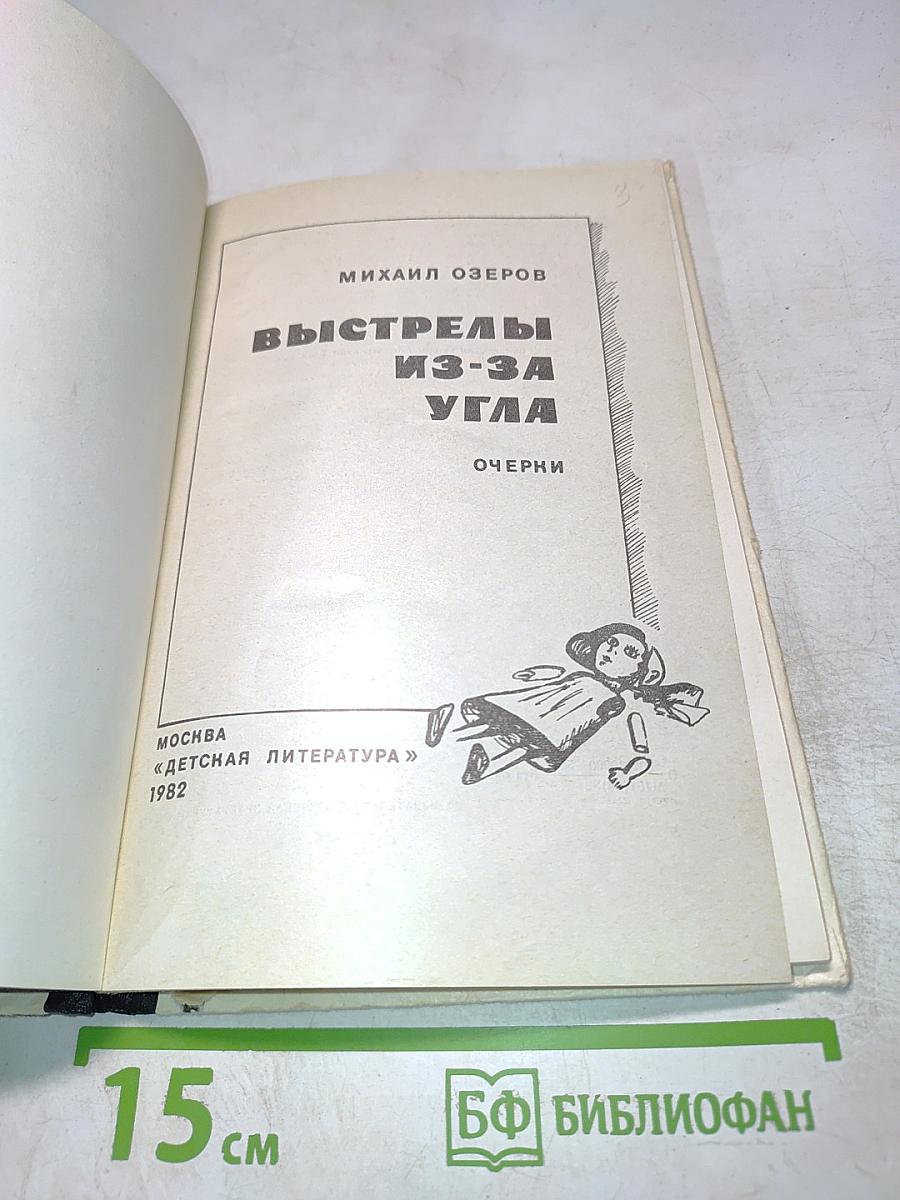 МИХАИЛ ОЗЕРОВ
ВЫСТРЕЛЫ
ИЗ-ЗА
УГЛА
ОЧЕРКИ
МОСКВА
«ДЕТСКАЯ ЛИТЕРАТУРА»
1982
15 см
БФ БИБЛИОФАН